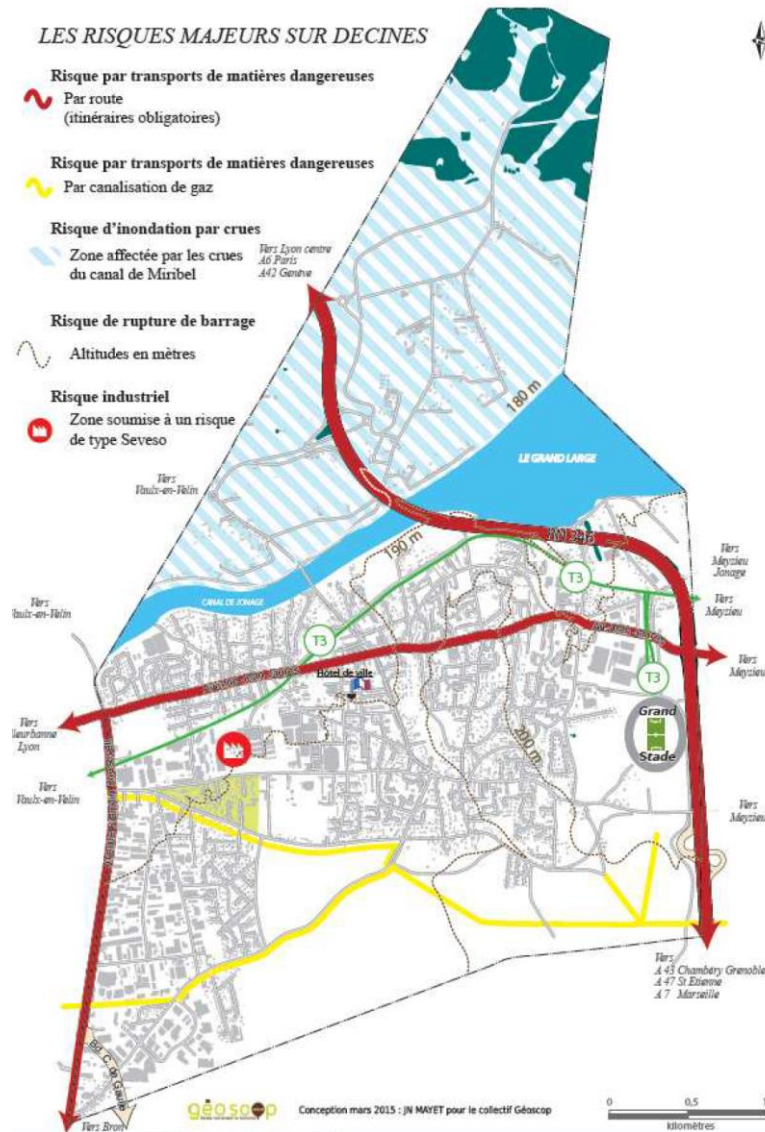 LES RISQUES MAJEURS SUR DECINES
Risque par transports de matières dangereuses
Par route
(itinéraires obligatoires)
Risque par transports de matières dangereuses
Par canalisation de gaz
Risque d'inondation par crues
Zone affectée par les crues
du canal de Miribel
Risque de rupture de barrage
Altitudes en mètres
Risque industriel
Zone soumise à un risque
de type Seveso
Vers Lyon centre
A6 Paris
A42 Genève
180 m
LE GRAND LARGE
Vers
Vaulx-en-Velin
190 m
CANAL DE JONAGE
Vers
Meyzieu
Jonage
T3
Vers
Meyzieu
Vers
Vaulx-en-Velin
T3
Hôtel de ville
Vers
Meyzieu
T3
Grand
Stade
200 m
Vers
Lyon
Vers
Vaulx-en-Velin
Vers
Meyzieu
Vers
A 43 Chambéry Grenoble
A 47 St Etienne
A 7 Marseille
Bd. C. de Gaulle
Vers Bron
géoscoop
Conception mars 2015 : JN MAYET pour le collectif Géoscop
0 0,5 1
kilomètres